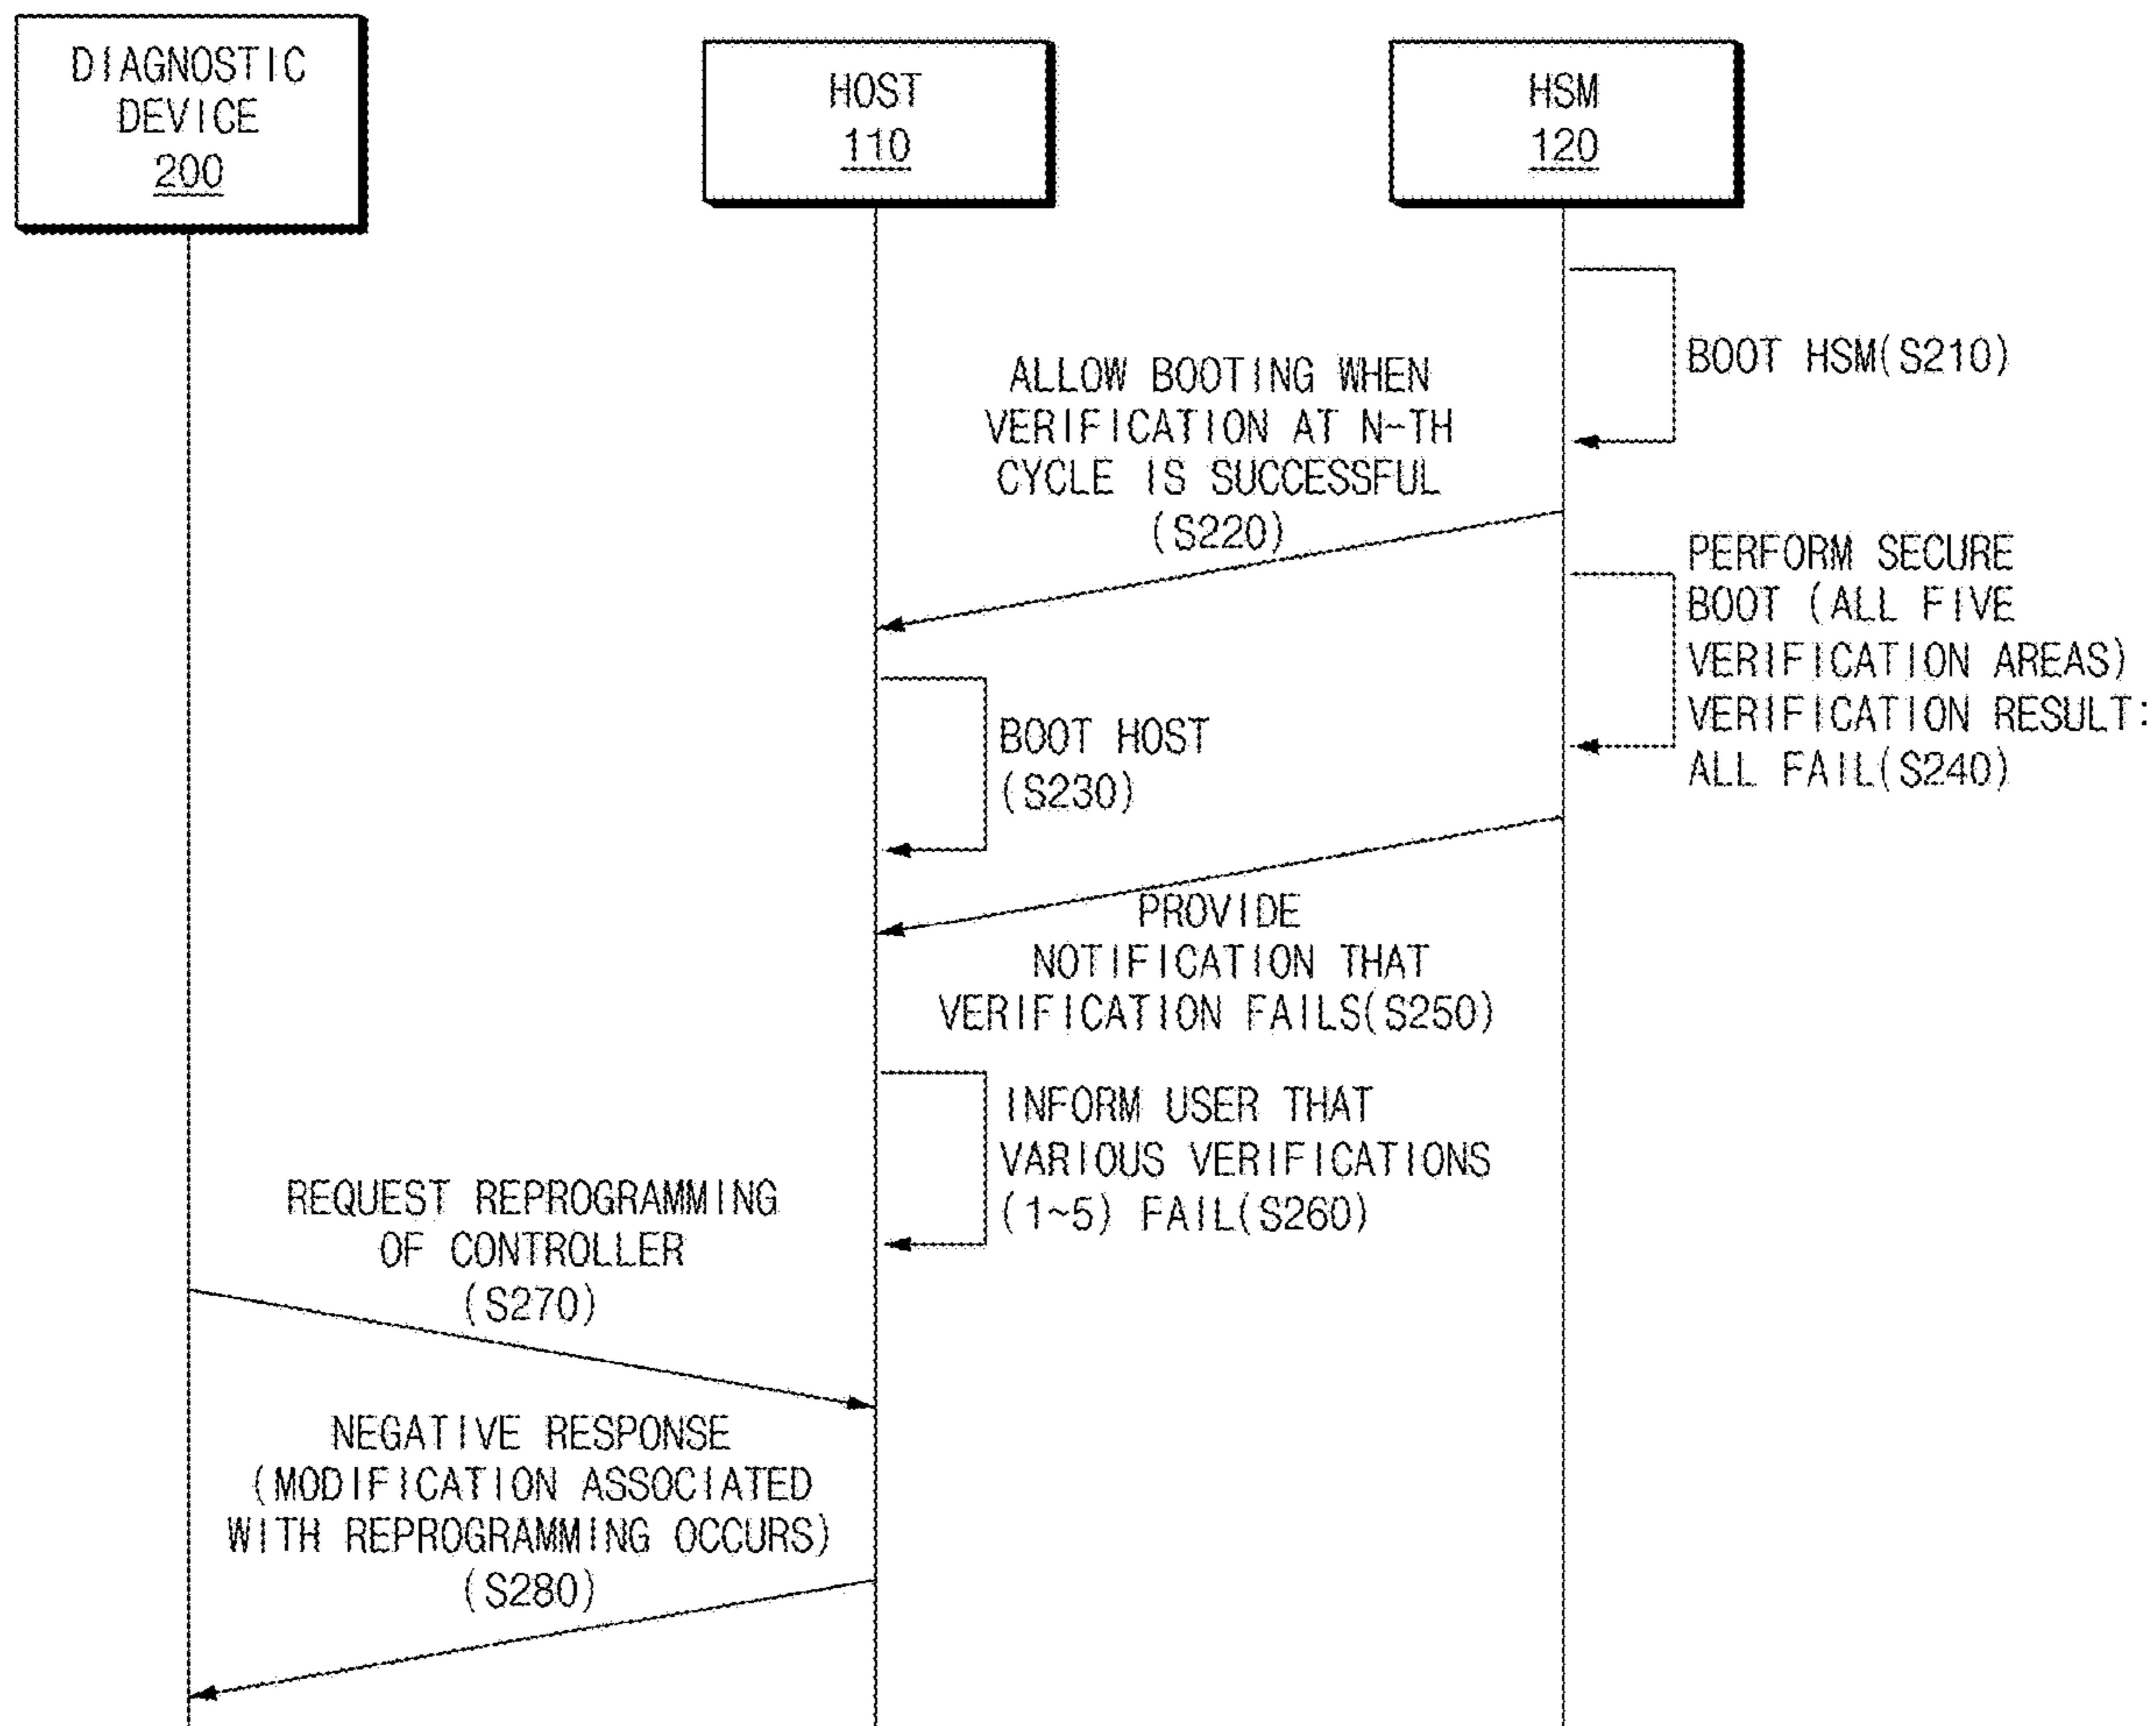 DIAGNOSTIC
DEVICE
200
HOST
110
HSM
120
BOOT HSM(S210)
ALLOW BOOTING WHEN
VERIFICATION AT N-TH
CYCLE IS SUCCESSFUL
(S220)
PERFORM SECURE
BOOT (ALL FIVE
VERIFICATION AREAS)
VERIFICATION RESULT:
ALL FAIL(S240)
BOOT HOST
(S230)
PROVIDE
NOTIFICATION THAT
VERIFICATION FAILS(S250)
INFORM USER THAT
VARIOUS VERIFICATIONS
(1~5) FAIL(S260)
REQUEST REPROGRAMMING
OF CONTROLLER
(S270)
NEGATIVE RESPONSE
(MODIFICATION ASSOCIATED
WITH REPROGRAMMING OCCURS)
(S280)